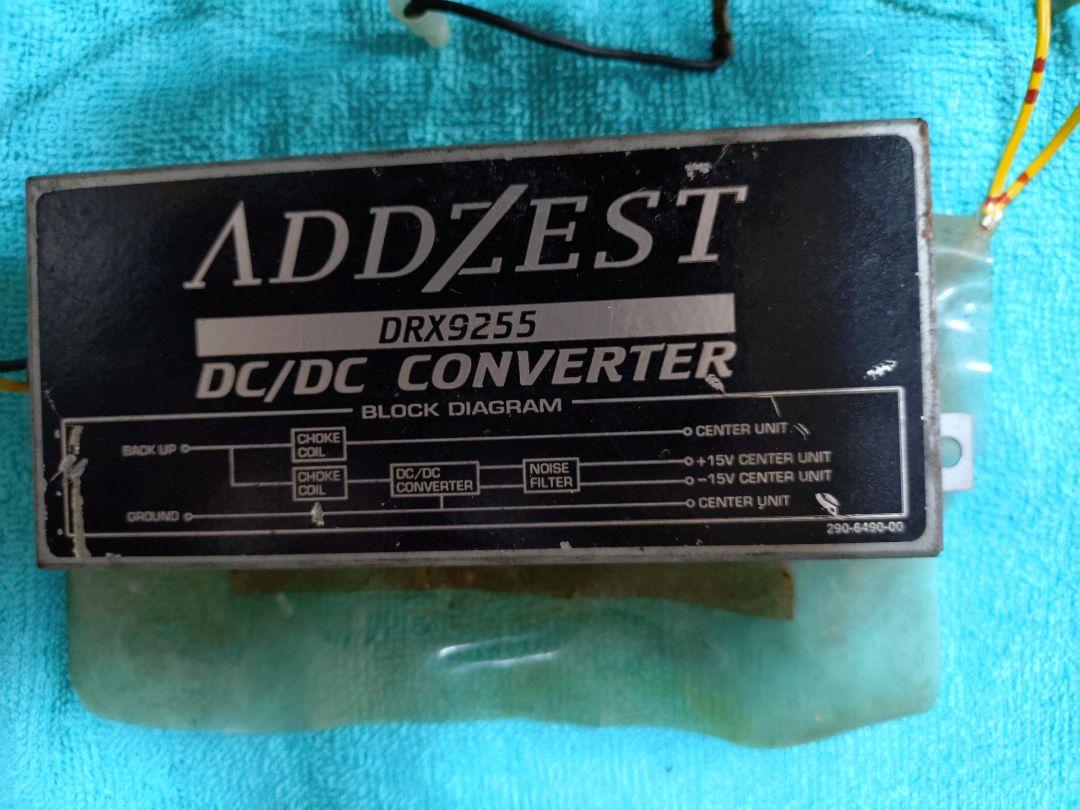 ADDZEST
DRX9255
DC/DC CONVERTER
BLOCK DIAGRAM
BACK UP
CHOKE
COIL
CENTER UNIT
CHOKE
COIL
DC/DC
CONVERTER
NOISE
FILTER
+15V CENTER UNIT
-15V CENTER UNIT
GROUND
CENTER UNIT
290-6490-00